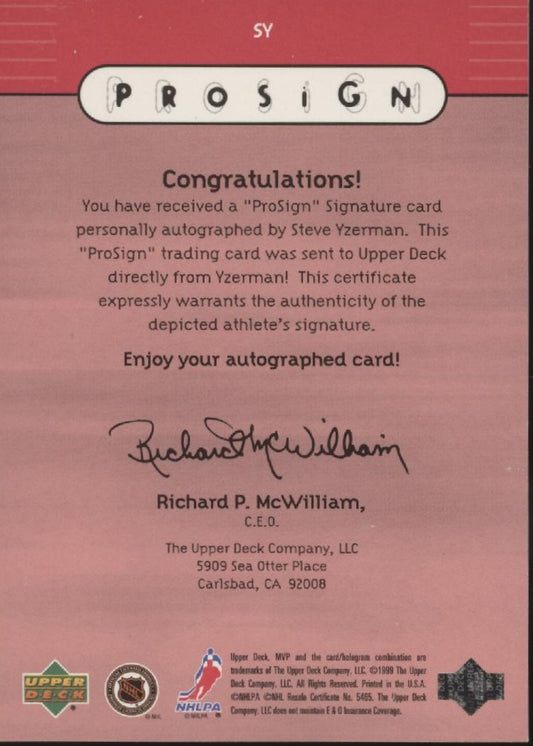 SY
PROSiGN
Congratulations!
You have received a "ProSign" Signature card
personally autographed by Steve Yzerman. This
"ProSign" trading card was sent to Upper Deck
directly from Yzerman! This certificate
expressly warrants the authenticity of the
depicted athlete's signature.
Enjoy your autographed card!
Richard McWilliam
Richard P. McWilliam,
C.E.O.
The Upper Deck Company, LLC
5909 Sea Otter Place
Carlsbad, CA 92008
Upper Deck, MVP and the card/hologram combination are
trademarks of The Upper Deck Company, LLC. ©1999 The Upper
Deck Company, LLC. All Rights Reserved. Printed in the U.S.A.
©NHLPA ©NHL Resale Certificate No. 5465. The Upper Deck
Company, LLC does not maintain E & O Insurance Coverage.
UPPER
DECK®
NHL
© NHL
NHLPA
© NHLPA